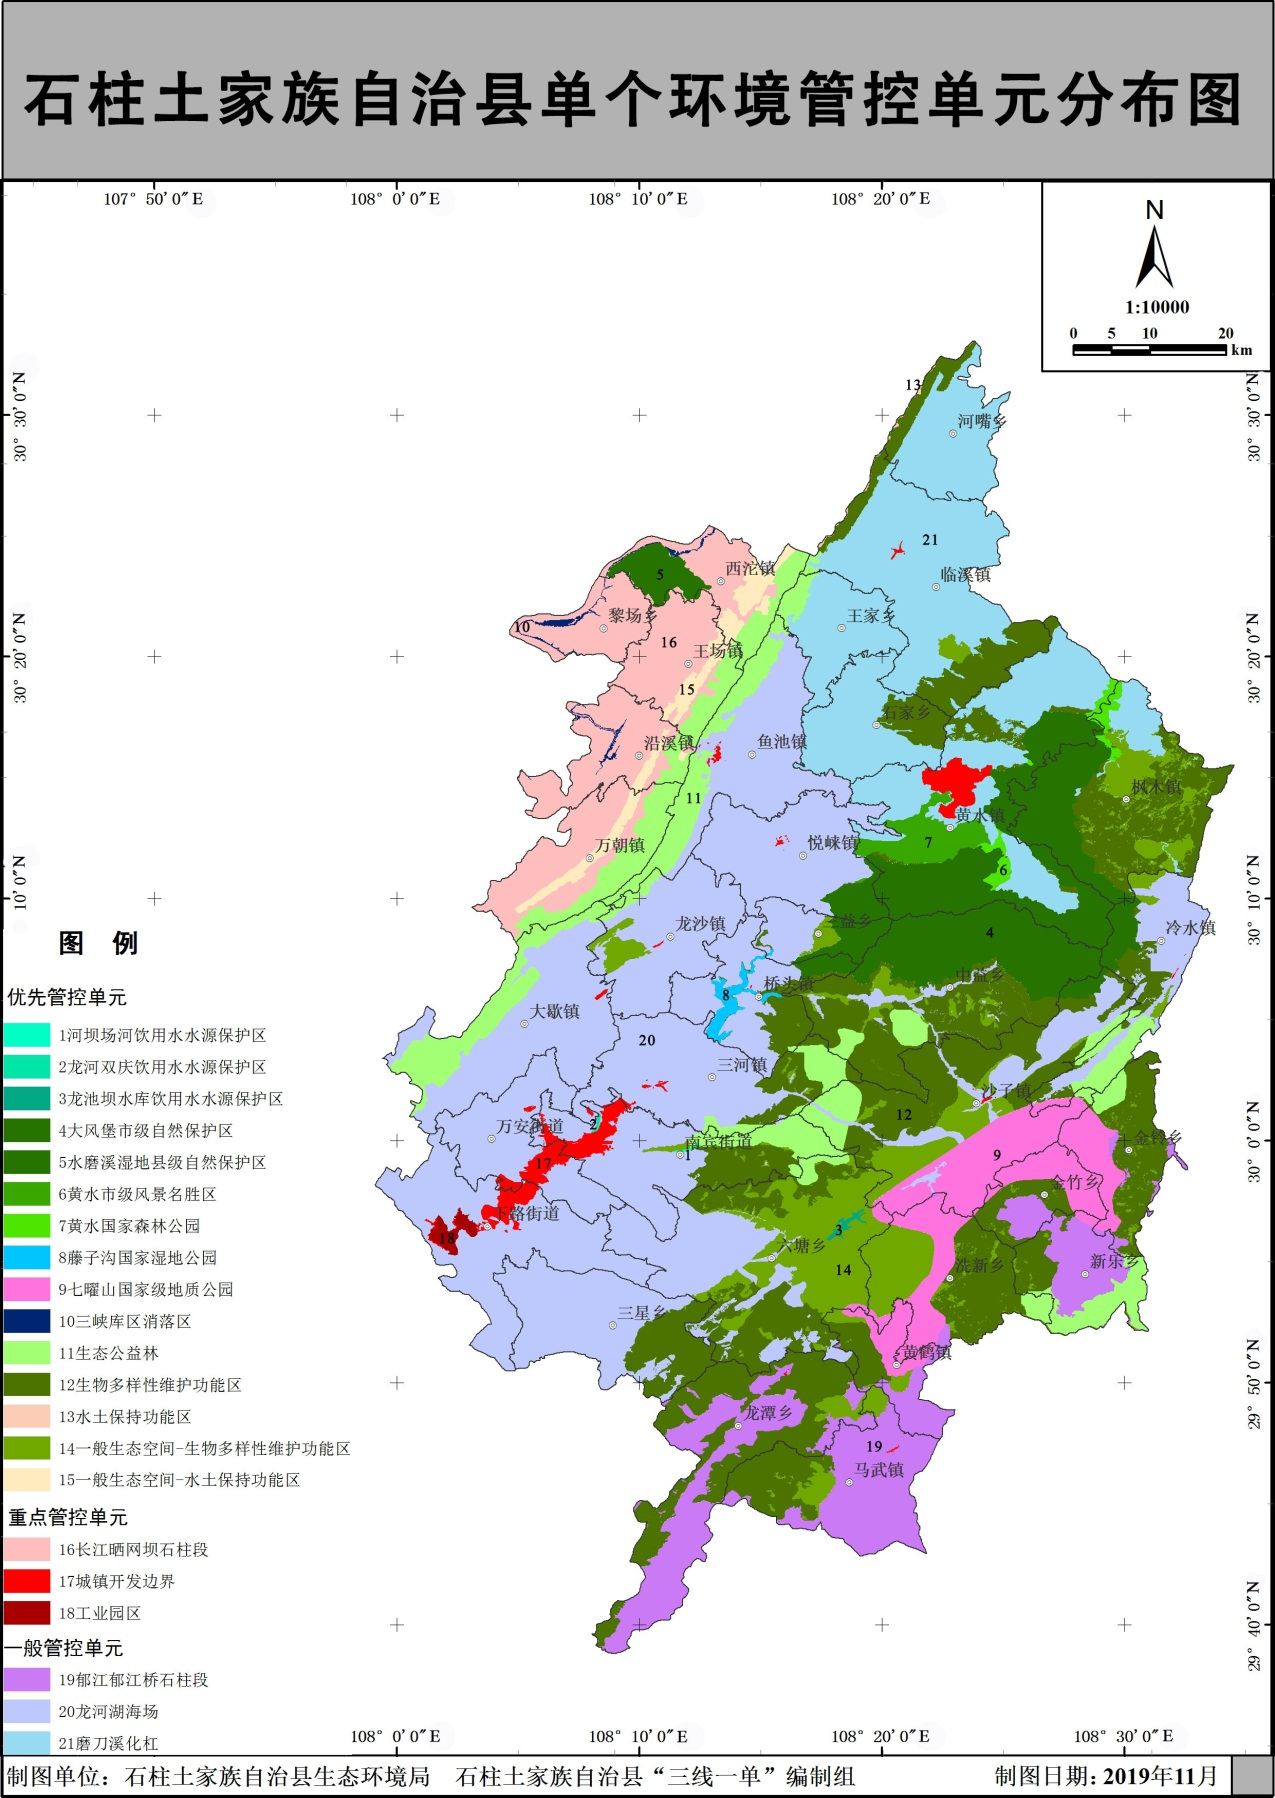 石柱土家族自治县单个环境管控单元分布图
107° 50′ 0″ E
108° 0′ 0″ E
108° 10′ 0″ E
108° 20′ 0″ E
N
1:10000
0 5 10 20
km
30° 30′ 0″ N
30° 30′ 0″ N
13
河嘴乡
21
临溪镇
西沱镇
5
黎场乡
10
王家乡
16
王场镇
30° 20′ 0″ N
30° 20′ 0″ N
15
石家乡
沿溪镇
鱼池镇
11
枫木镇
黄水镇
万朝镇
悦崃镇
7
6
30° 10′ 0″ N
30° 10′ 0″ N
龙沙镇
三益乡
4
冷水镇
中益乡
桥头镇
8
大歇镇
20
三河镇
沙子镇
12
万安街道
2
南宾街道
1
金铃乡
30° 0′ 0″ N
30° 0′ 0″ N
17
9
金竹乡
下路街道
18
3
六塘乡
14
洗新乡
新乐乡
三星乡
黄鹤镇
29° 50′ 0″ N
龙潭乡
19
马武镇
29° 40′ 0″ N
图 例
优先管控单元
1河坝场河饮用水水源保护区
2龙河双庆饮用水水源保护区
3龙池坝水库饮用水水源保护区
4大风堡市级自然保护区
5水磨溪湿地县级自然保护区
6黄水市级风景名胜区
7黄水国家森林公园
8藤子沟国家湿地公园
9七曜山国家级地质公园
10三峡库区消落区
11生态公益林
12生物多样性维护功能区
13水土保持功能区
14一般生态空间-生物多样性维护功能区
15一般生态空间-水土保持功能区
重点管控单元
16长江晒网坝石柱段
17城镇开发边界
18工业园区
一般管控单元
19郁江郁江桥石柱段
20龙河湖海场
21磨刀溪化杠
108° 0′ 0″ E
108° 10′ 0″ E
108° 20′ 0″ E
108° 30′ 0″ E
制图单位：石柱土家族自治县生态环境局 石柱土家族自治县“三线一单”编制组
制图日期：2019年11月